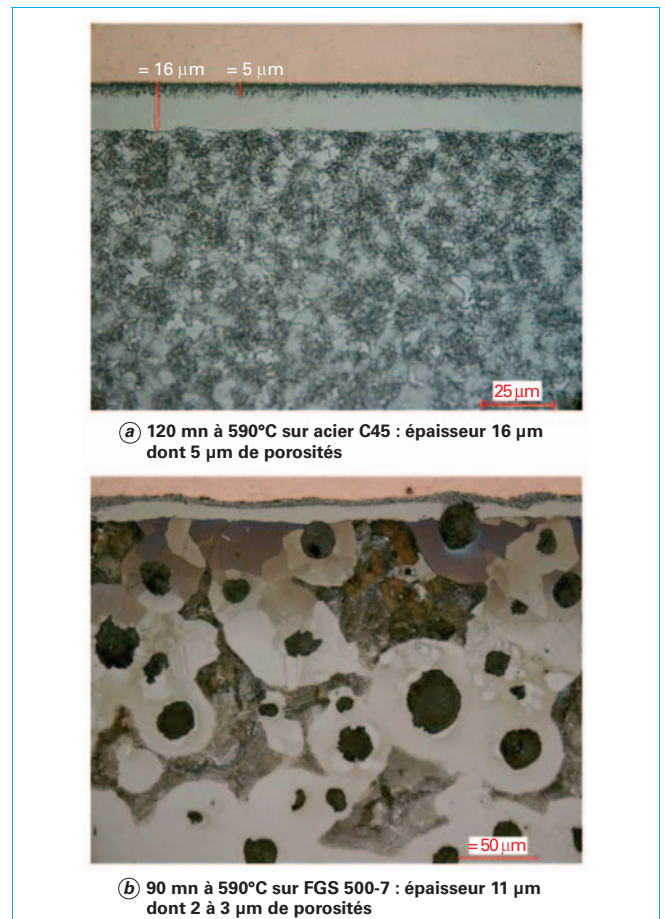 = 16 µm = 5 µm
25 µm
a 120 mn à 590°C sur acier C45 : épaisseur 16 µm
dont 5 µm de porosités
= 50 µm
b 90 mn à 590°C sur FGS 500-7 : épaisseur 11 µm
dont 2 à 3 µm de porosités